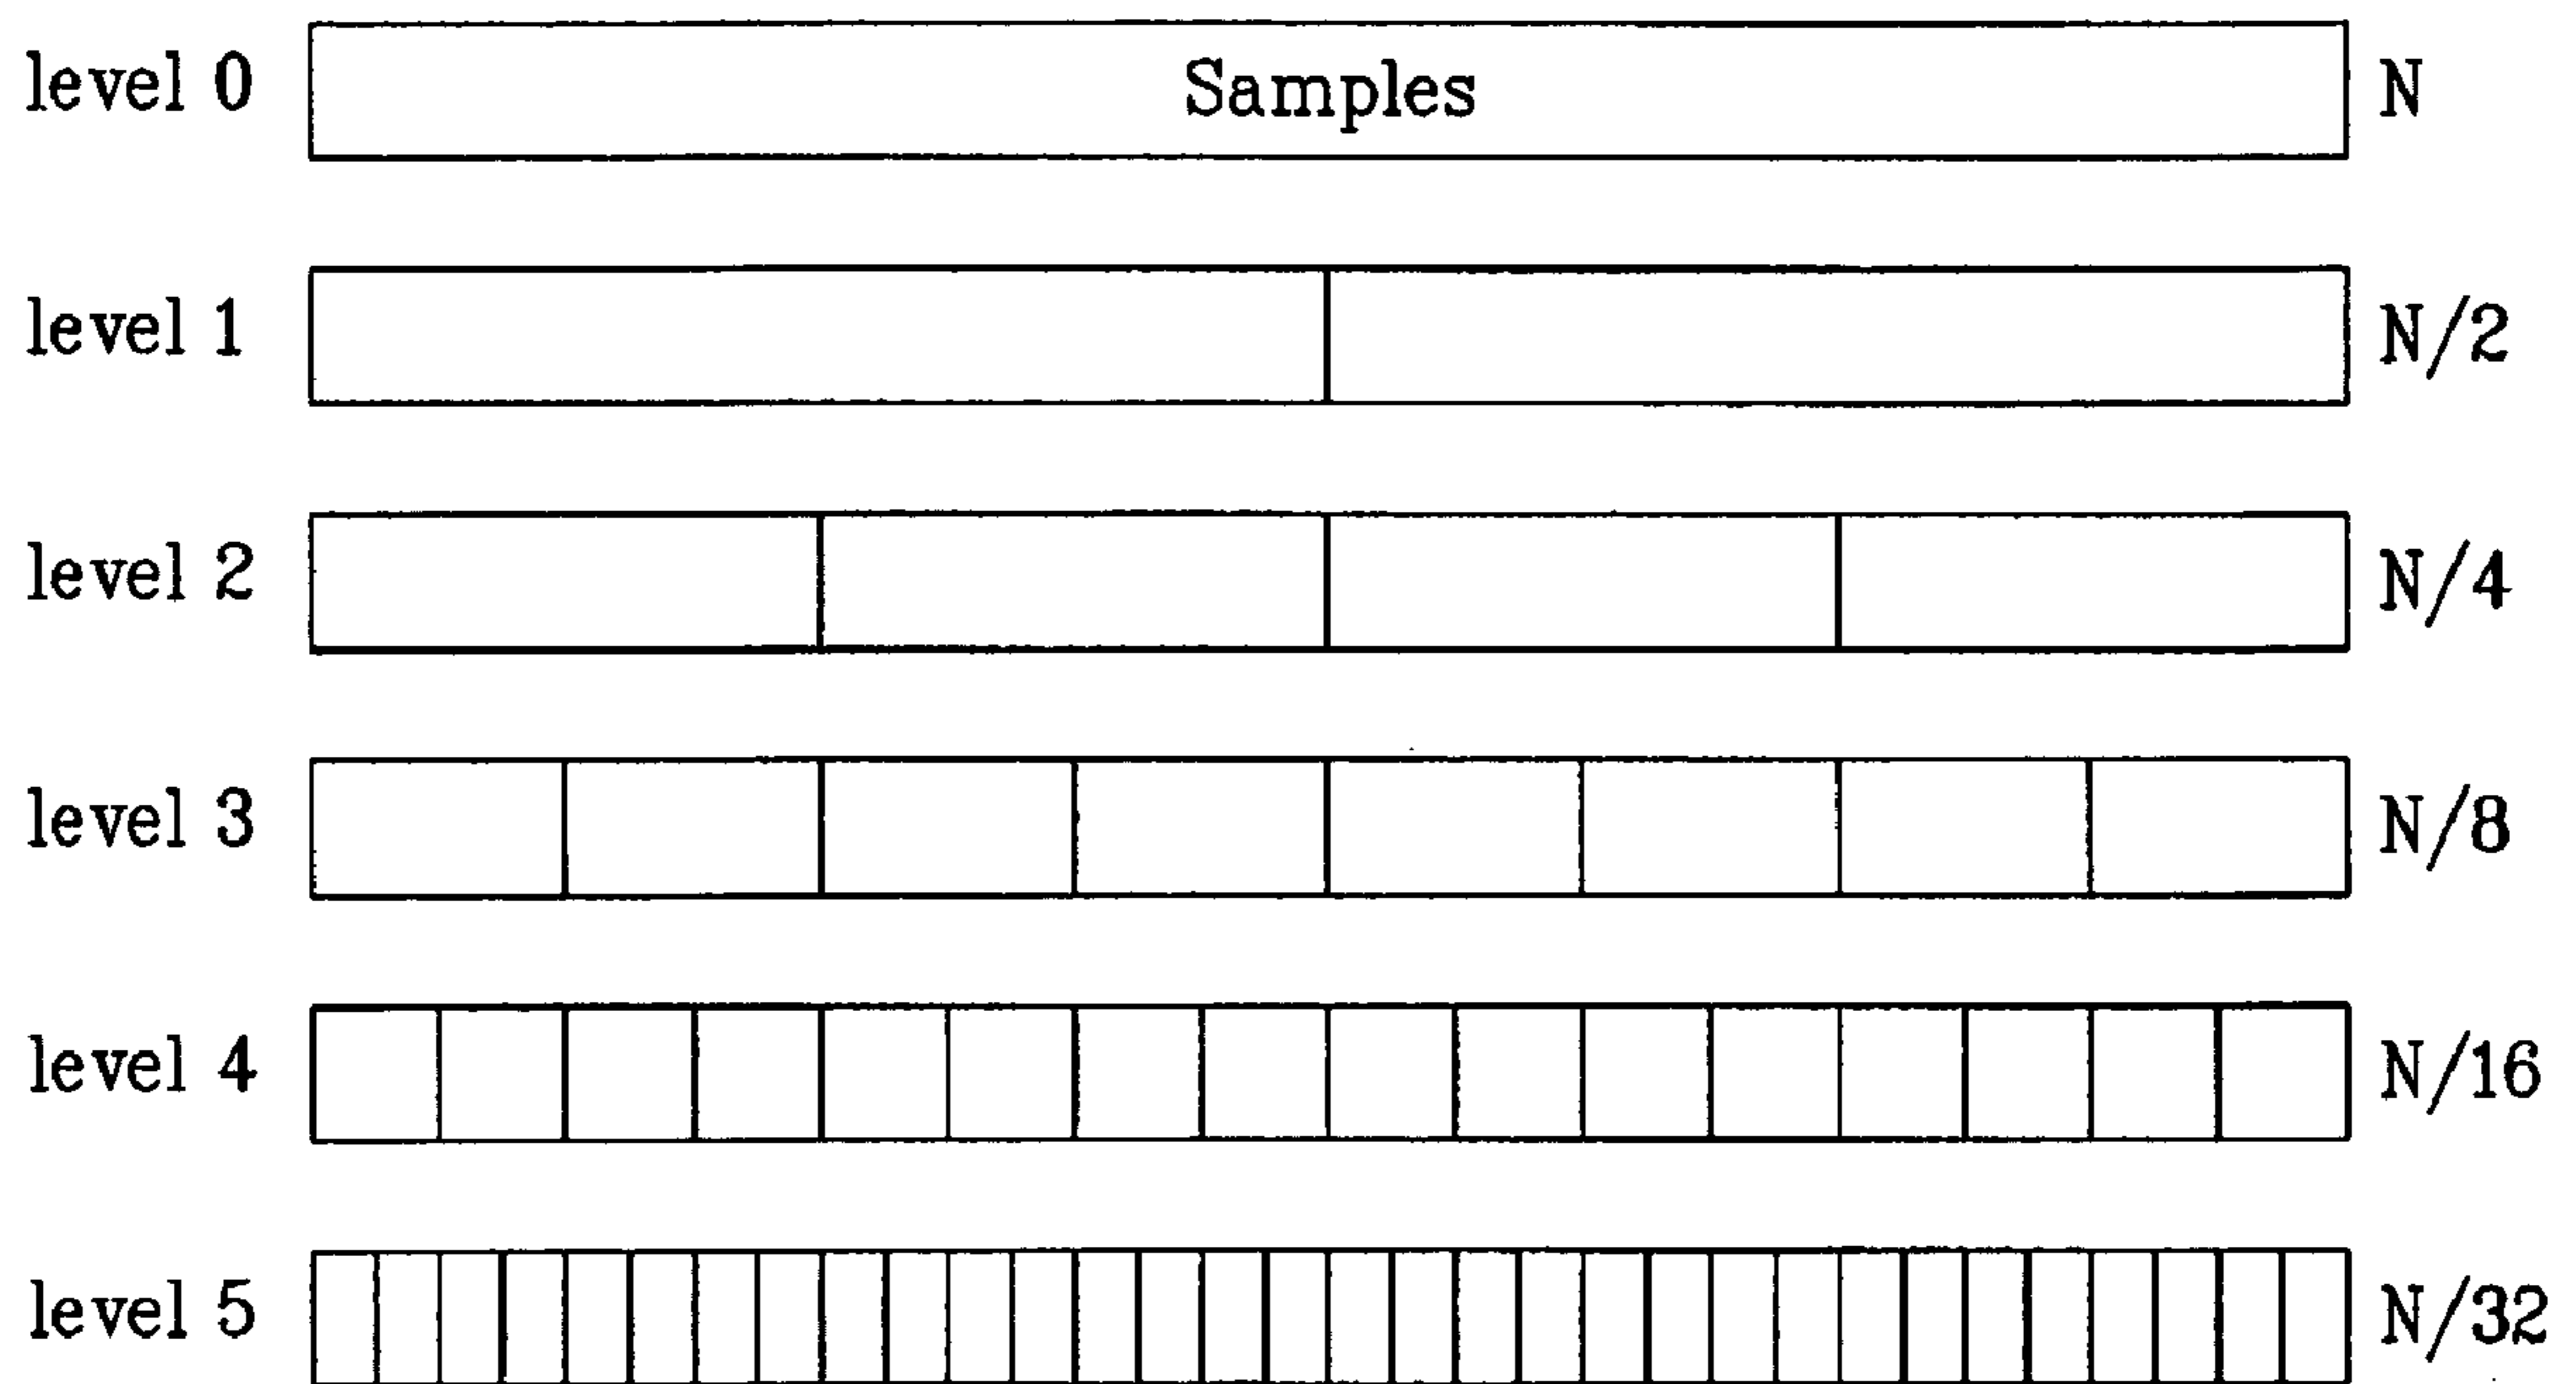 level 0 Samples N
level 1 N/2
level 2 N/4
level 3 N/8
level 4 N/16
level 5 N/32